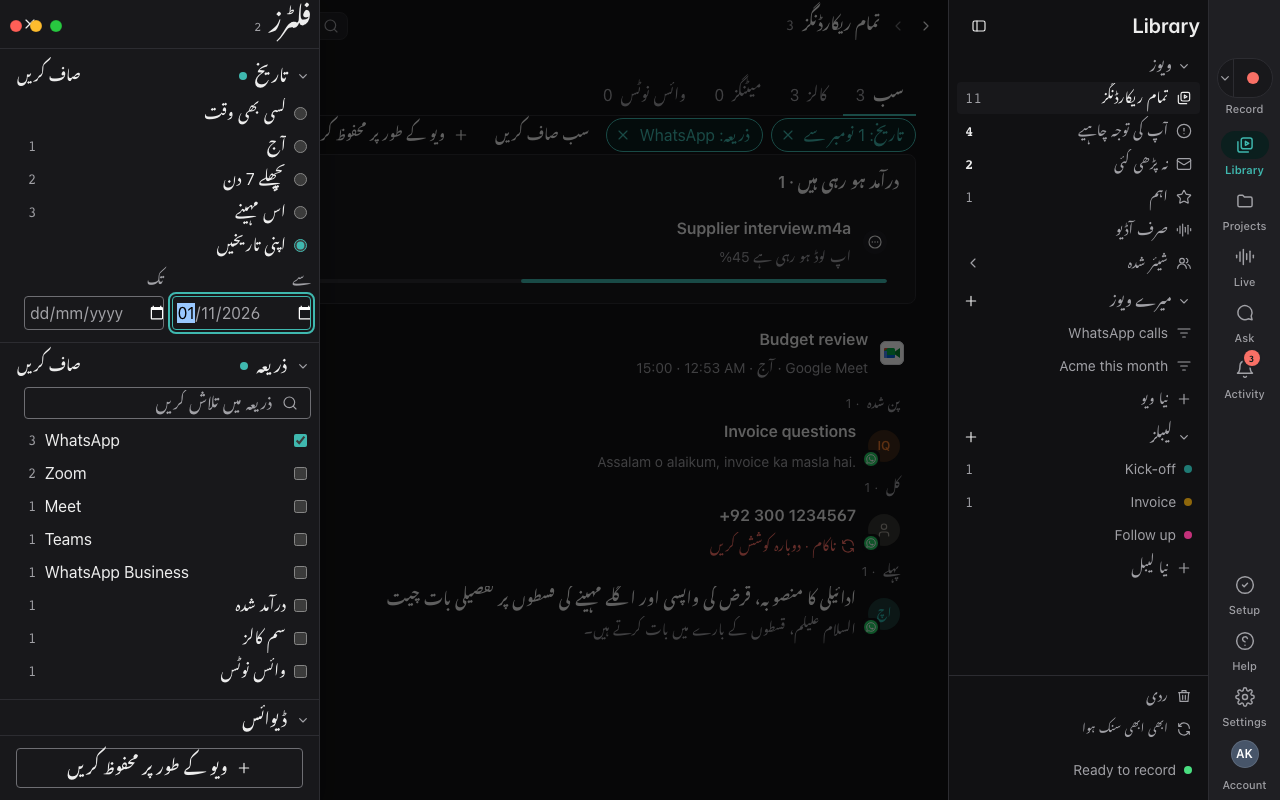 Record
Library
Projects
Live
Ask
3
Activity
Setup
Help
Settings
AK
Account
Library
ویوز
تمام ریکارڈنگز 11
آپ کی توجہ چاہیے 4
نہ پڑھی گئی 2
اہم 1
صرف آڈیو
شیئر شدہ
میرے ویوز
WhatsApp calls
Acme this month
نیا ویو
لیبلز
Kick-off 1
Invoice 1
Follow up
نیا لیبل
ردی
ابھی ابھی سنک ہوا
Ready to record
تمام ریکارڈنگز 3
سب 3
کالز 3
میٹنگز 0
وائس نوٹس 0
تاریخ: 1 نومبر سے
ذریعہ: WhatsApp
سب صاف کریں
ویو کے طور پر محفوظ کر
درآمد ہو رہی ہیں · 1
Supplier interview.m4a
اپ لوڈ ہو رہی ہے 45%
Budget review
Google Meet · آج · 12:53 AM · 15:00
پن شدہ · 1
IQ
Invoice questions
Assalam o alaikum, invoice ka masla hai.
کل · 1
+92 300 1234567
ناکام · دوبارہ کوشش کریں
پہلے · 1
اچ
ادائیگی کا منصوبہ، قرض کی واپسی اور اگلے مہینے کی قسطوں پر تفصیلی بات چیت
السلام علیکم، قسطوں کے بارے میں بات کرتے ہیں۔
فلٹرز 2
تاریخ
صاف کریں
کسی بھی وقت
آج 1
پچھلے 7 دن 2
اس مہینے 3
اپنی تاریخیں
سے
تک
01/11/2026
dd/mm/yyyy
ذریعہ
صاف کریں
ذریعہ میں تلاش کریں
WhatsApp 3
Zoom 2
Meet 1
Teams 1
WhatsApp Business 1
درآمد شدہ 1
سم کالز 1
وائس نوٹس 1
ڈیوائس
ویو کے طور پر محفوظ کریں